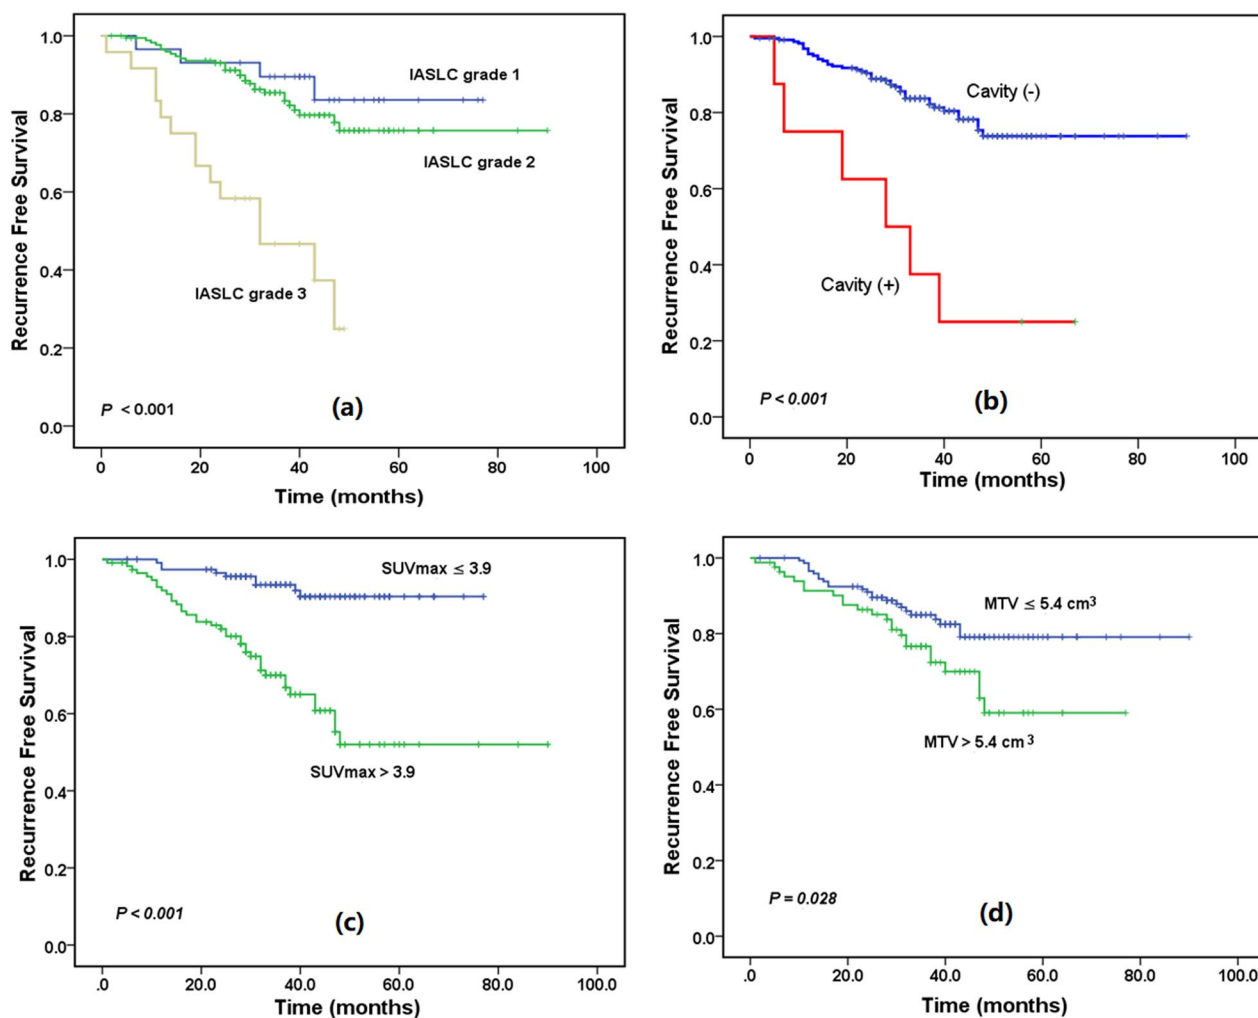 Recurrence Free Survival
1.0
0.8
0.6
0.4
0.2
0.0
IASLC grade 1
IASLC grade 2
IASLC grade 3
P < 0.001
(a)
0 20 40 60 80 100
Time (months)
Recurrence Free Survival
1.0
0.8
0.6
0.4
0.2
0.0
Cavity (-)
Cavity (+)
P < 0.001
(b)
0 20 40 60 80 100
Time (months)
Recurrence Free Survival
1.0
0.8
0.6
0.4
0.2
0.0
SUVmax ≤ 3.9
SUVmax > 3.9
P < 0.001
(c)
.0 20.0 40.0 60.0 80.0 100.0
Time (months)
Recurrence Free Survival
1.0
0.8
0.6
0.4
0.2
0.0
MTV ≤ 5.4 cm³
MTV > 5.4 cm³
P = 0.028
(d)
.0 20.0 40.0 60.0 80.0 100.0
Time (months)